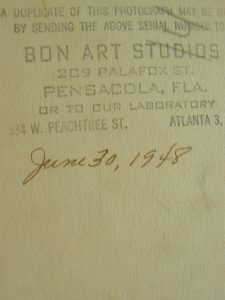 A DUPLICATE OF THIS PHOTOGRAPH MAY BE
BY SENDING THE ABOVE SERIAL NUMBER TO
BON ART STUDIOS
209 PALAFOX ST.
PENSACOLA, FLA.
OR TO OUR LABORATORY
834 W. PEACHTREE ST. ATLANTA 3,
June 30, 1948